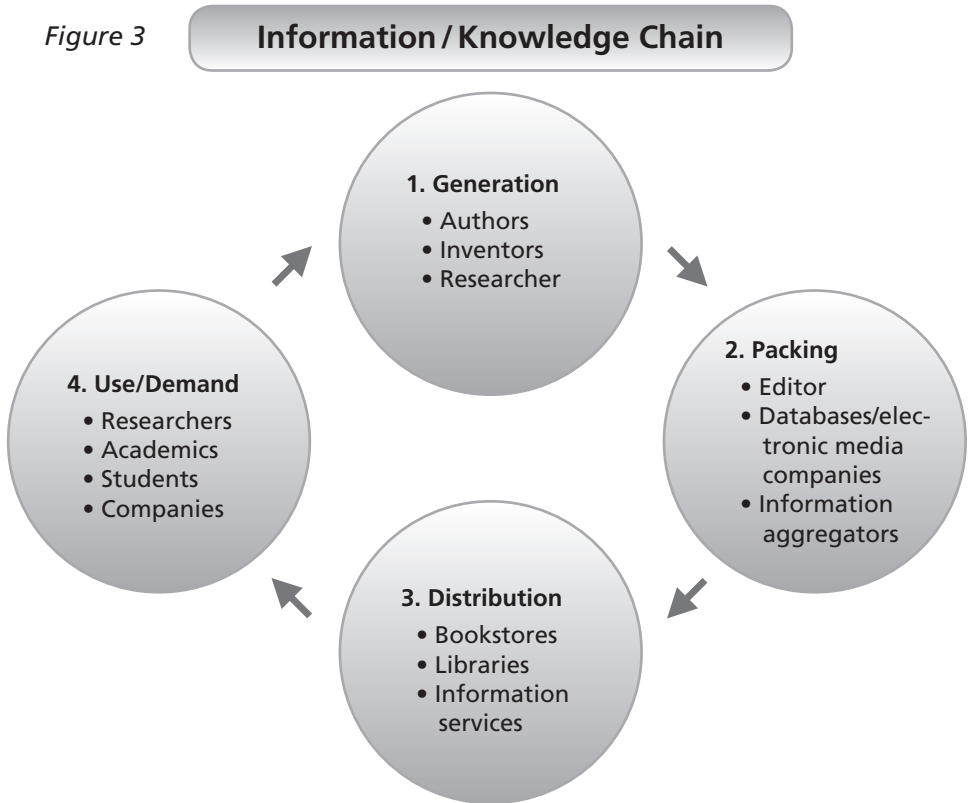 Figure 3
Information / Knowledge Chain
1. Generation
• Authors
• Inventors
• Researcher
2. Packing
• Editor
• Databases/elec-
tronic media
companies
• Information
aggregators
3. Distribution
• Bookstores
• Libraries
• Information
services
4. Use/Demand
• Researchers
• Academics
• Students
• Companies